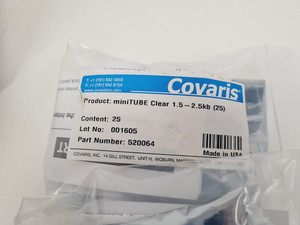 T: +1 (781) 932 3959
F: +1 (781) 932 8705
www.covarisinc.com
Covaris
Product: miniTUBE Clear 1.5 – 2.5kb (25)
Content: 25
Lot No: 001605
Part Number: 520064
Made in USA
COVARIS, INC. 14 GILL STREET, UNIT H, WOBURN,